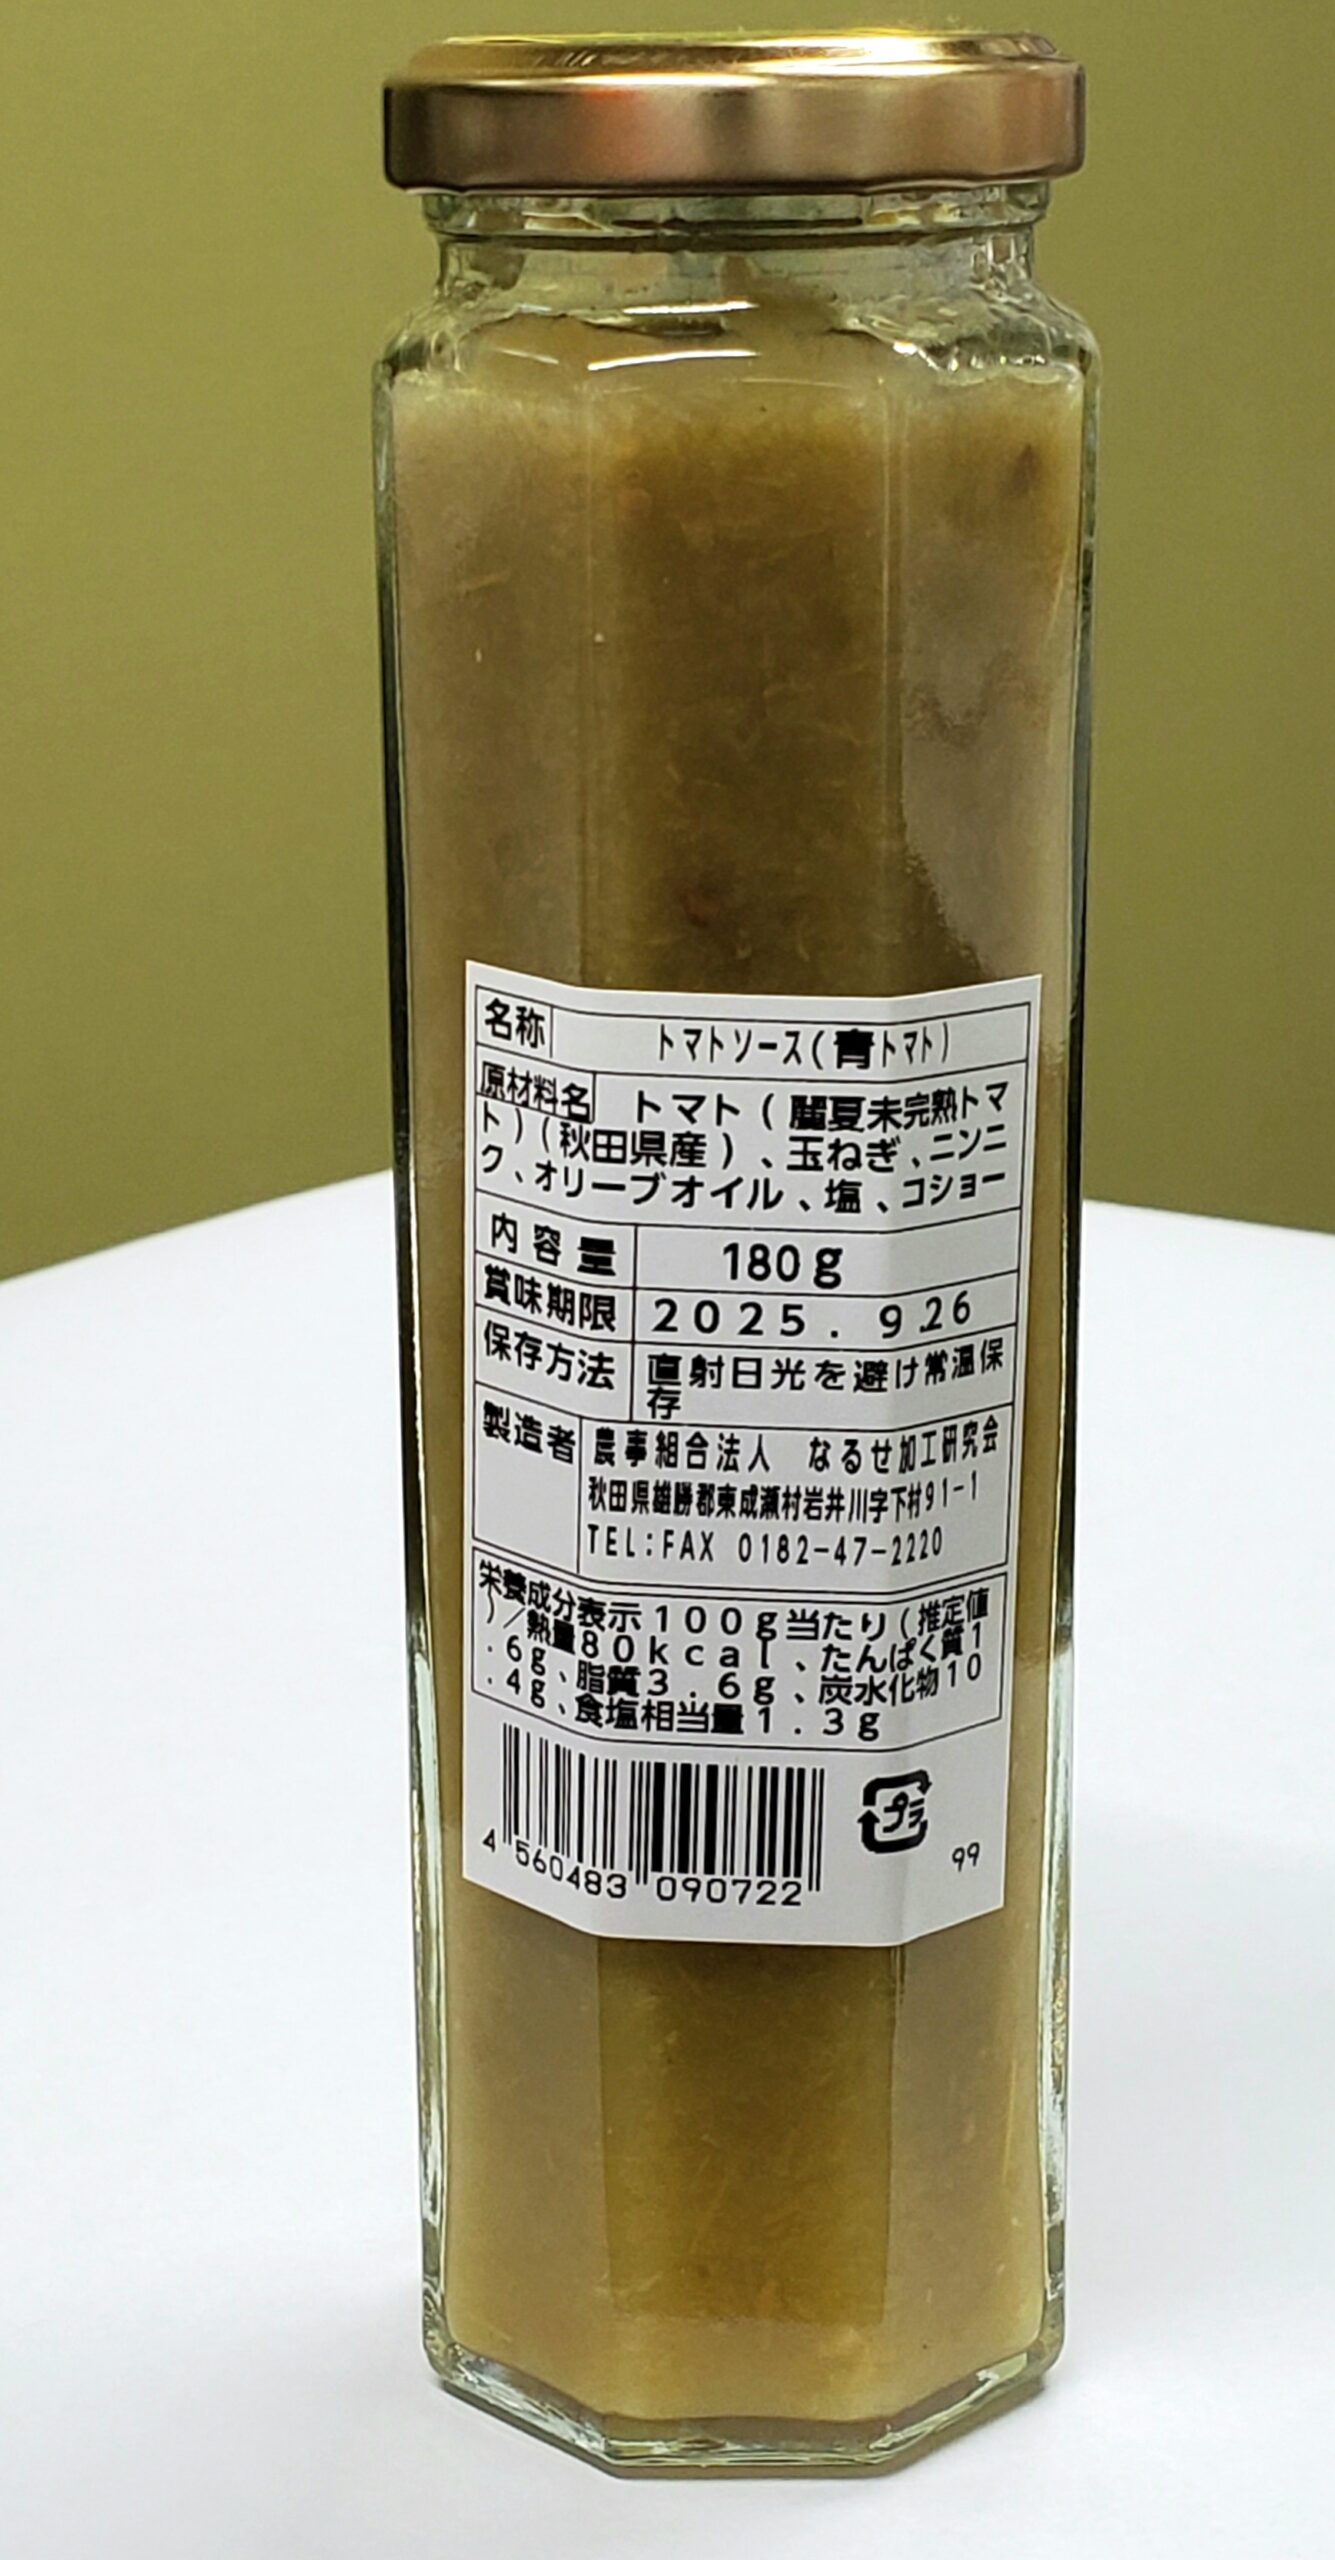 名称 トマトソース(青トマト)
原材料名 トマト(麗夏未完熟トマ
ト)(秋田県産)、玉ねぎ、ニンニ
ク、オリーブオイル、塩、コショー
内容量 180g
賞味期限 2025. 9.26
保存方法 直射日光を避け常温保
存
製造者 農事組合法人 なるせ加工研究会
秋田県雄勝郡東成瀬村岩井川字下村91-1
TEL:FAX 0182-47-2220
栄養成分表示100g当たり(推定値
)/熱量80kcal、たんぱく質1
.6g、脂質3.6g、炭水化物10
.4g、食塩相当量1.3g
4 560483 090722
プラ
99